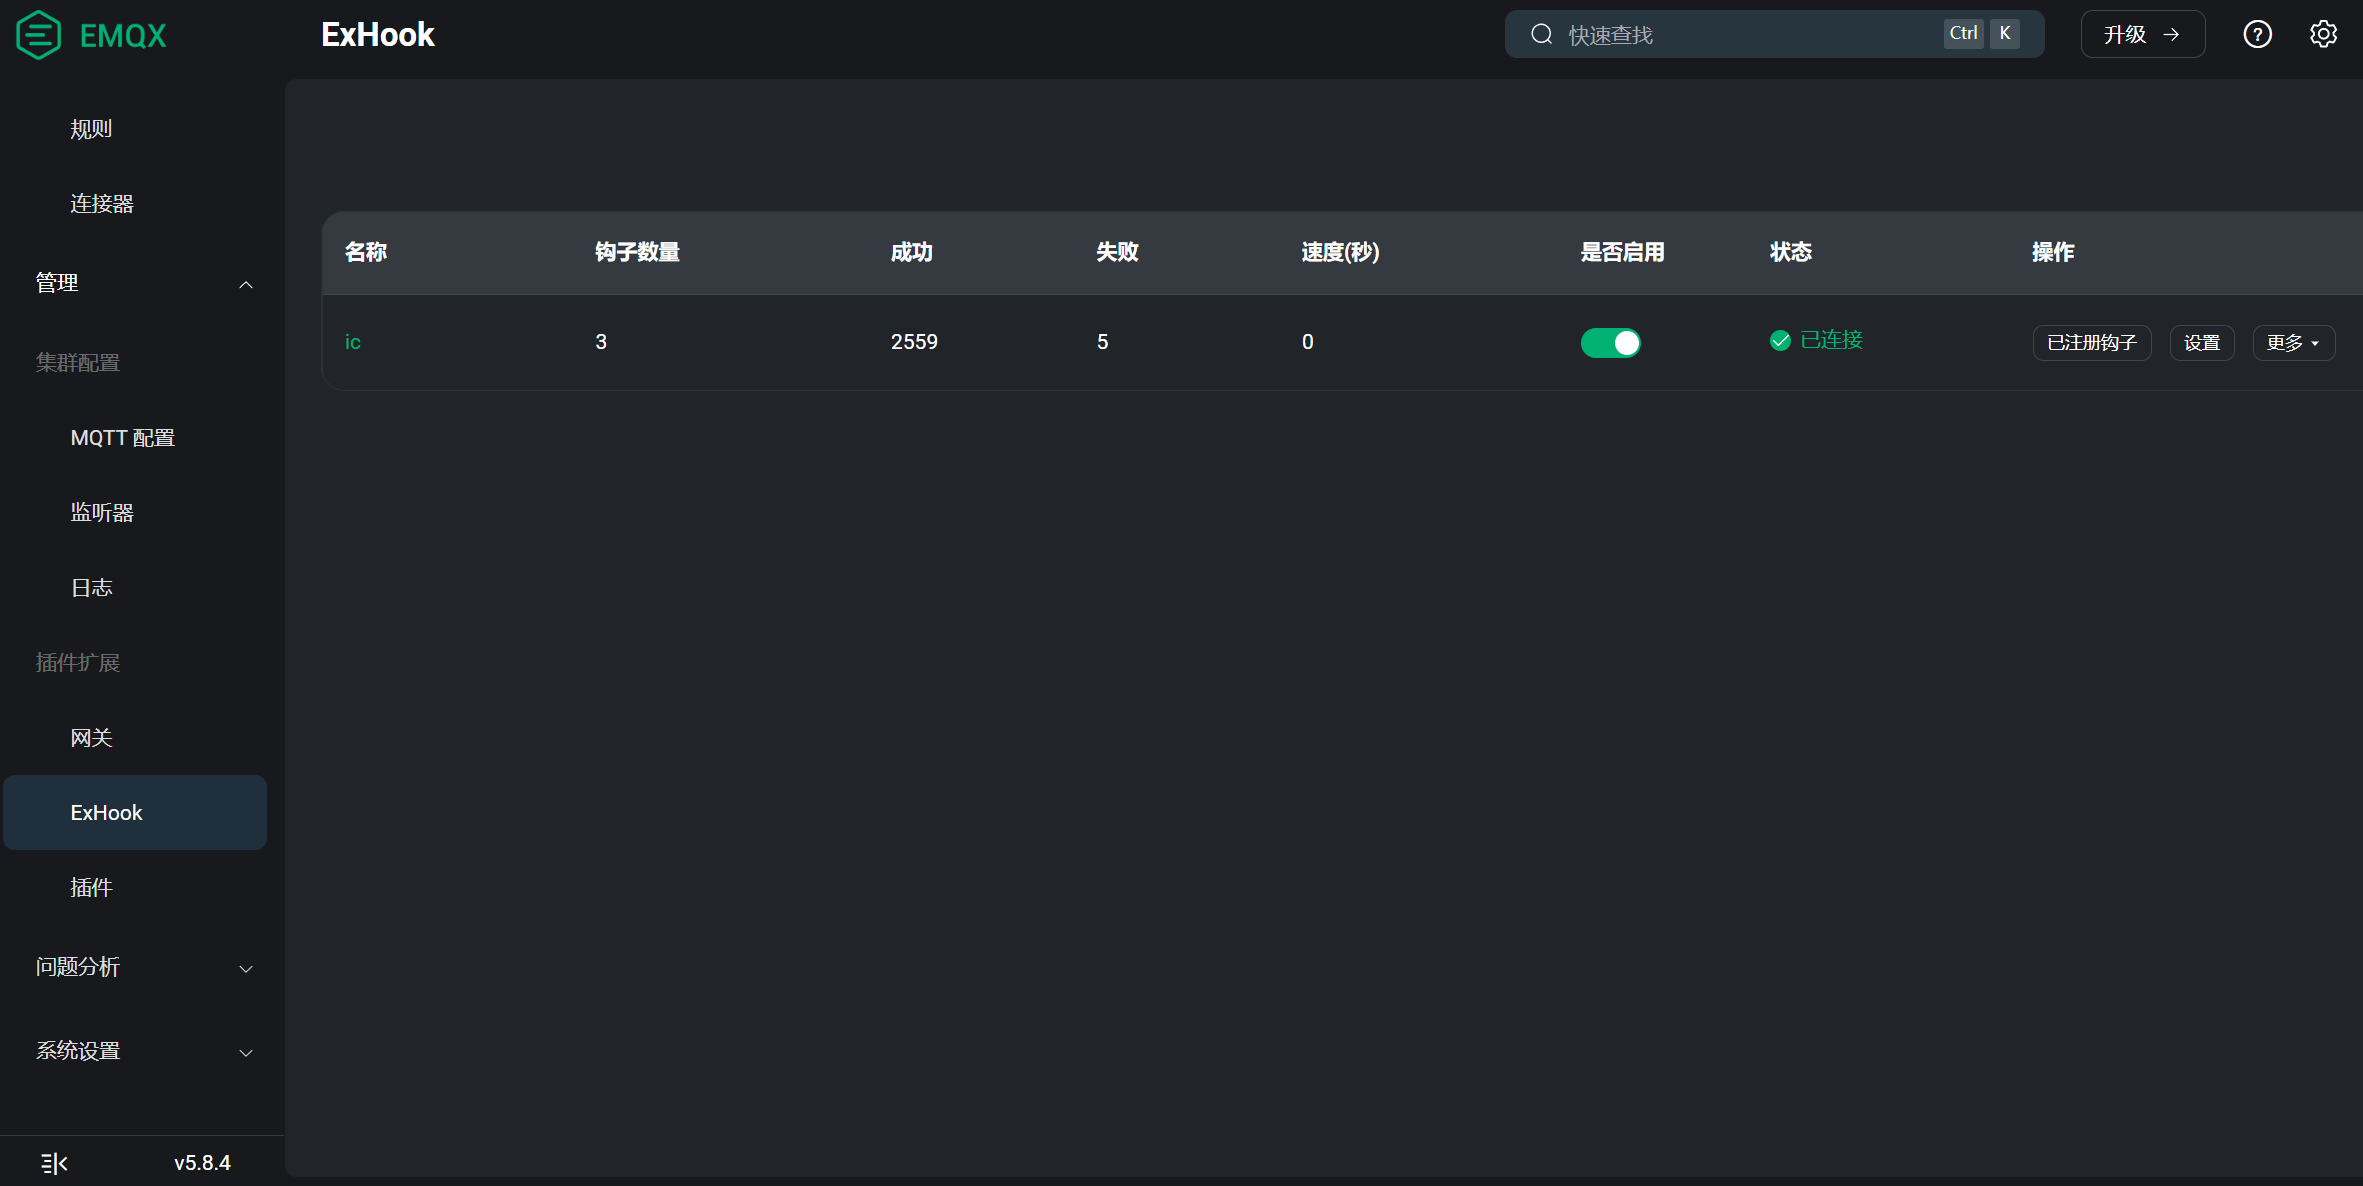 EMQX
ExHook
快速查找
Ctrl K
升级
规则
连接器
管理
集群配置
MQTT 配置
监听器
日志
插件扩展
网关
ExHook
插件
问题分析
系统设置
v5.8.4
名称 钩子数量 成功 失败 速度(秒) 是否启用 状态 操作
ic 3 2559 5 0 已连接 已注册钩子 设置 更多